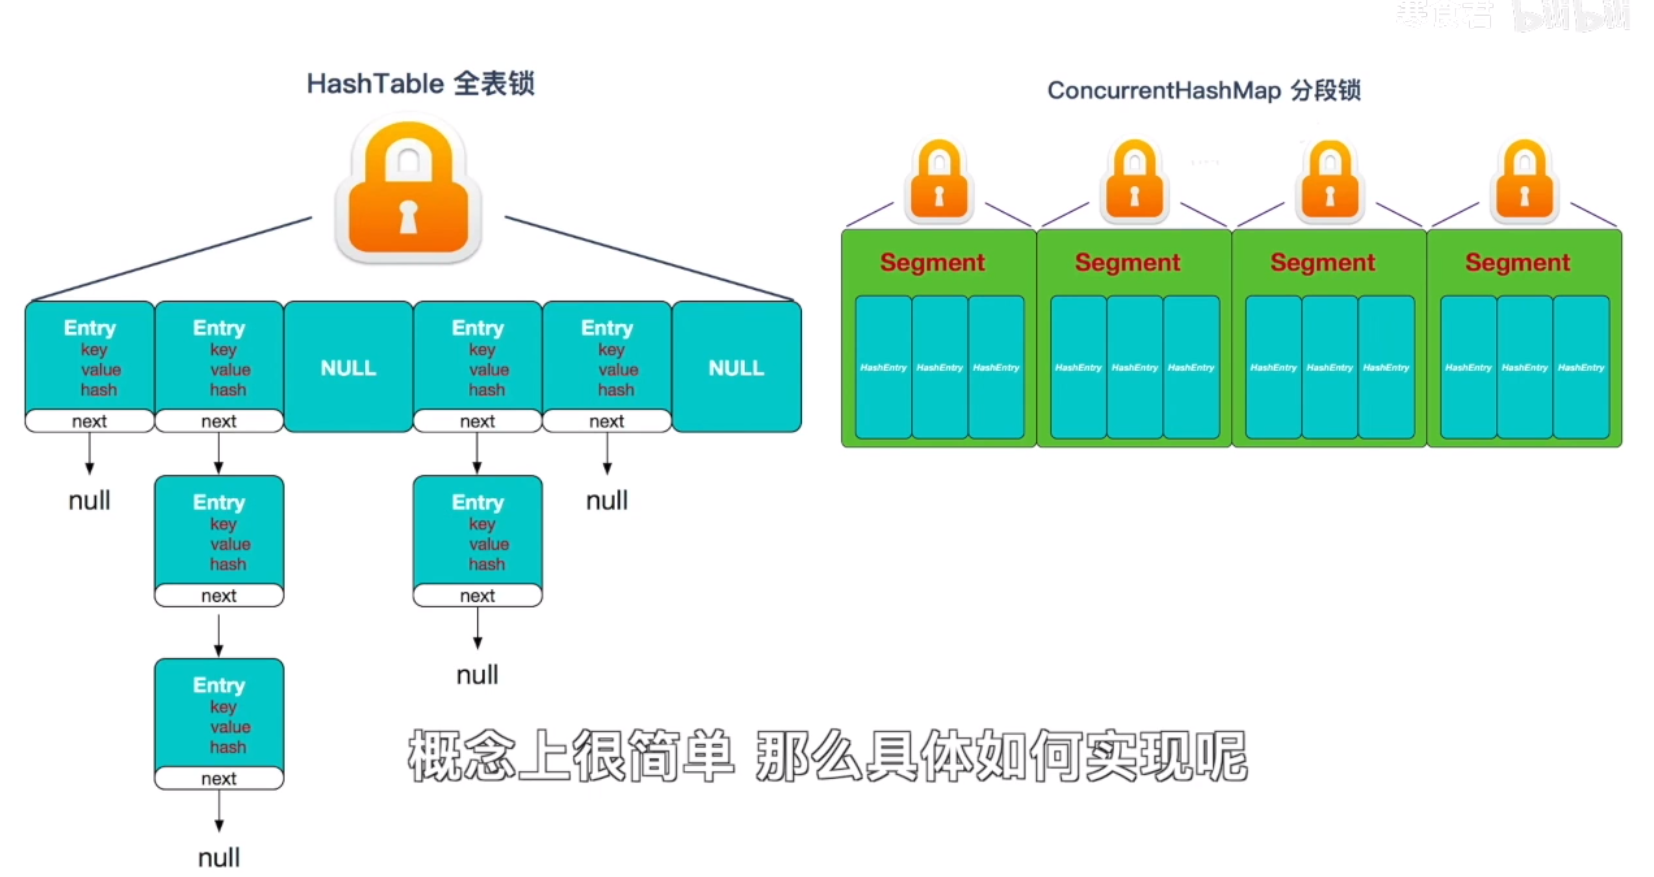 寒食君 bilibili
HashTable 全表锁
Entry
key
value
hash
next
null
Entry
key
value
hash
next
Entry
key
value
hash
next
Entry
key
value
hash
next
null
NULL
Entry
key
value
hash
next
Entry
key
value
hash
next
null
Entry
key
value
hash
next
null
NULL
ConcurrentHashMap 分段锁
Segment
HashEntry HashEntry HashEntry
Segment
HashEntry HashEntry HashEntry
Segment
HashEntry HashEntry HashEntry
Segment
HashEntry HashEntry HashEntry
概念上很简单 那么具体如何实现呢